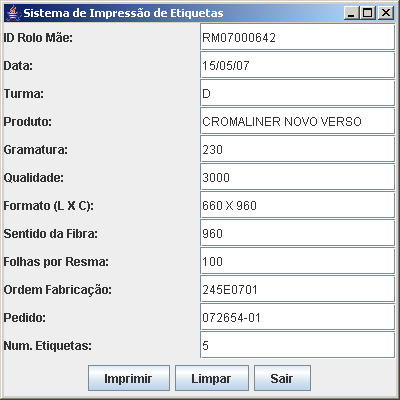 Sistema de Impressão de Etiquetas
ID Rolo Mãe: RM07000642
Data: 15/05/07
Turma: D
Produto: CROMALINER NOVO VERSO
Gramatura: 230
Qualidade: 3000
Formato (L X C): 660 X 960
Sentido da Fibra: 960
Folhas por Resma: 100
Ordem Fabricação: 245E0701
Pedido: 072654-01
Num. Etiquetas: 5
Imprimir Limpar Sair